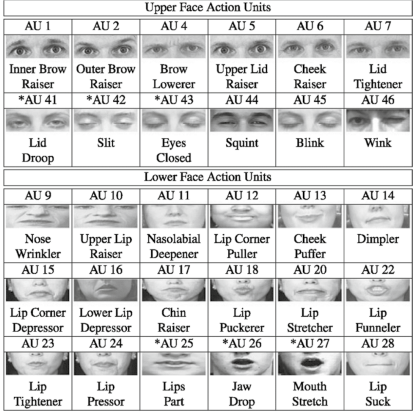 Upper Face Action Units
AU 1 AU 2 AU 4 AU 5 AU 6 AU 7
Inner Brow Outer Brow Brow Upper Lid Cheek Lid
Raiser Raiser Lowerer Raiser Raiser Tightener
*AU 41 *AU 42 *AU 43 AU 44 AU 45 AU 46
Lid Slit Eyes Squint Blink Wink
Droop Closed
Lower Face Action Units
AU 9 AU 10 AU 11 AU 12 AU 13 AU 14
Nose Upper Lip Nasolabial Lip Corner Cheek Dimpler
Wrinkler Raiser Deepener Puller Puffer
AU 15 AU 16 AU 17 AU 18 AU 20 AU 22
Lip Corner Lower Lip Chin Lip Lip Lip
Depressor Depressor Raiser Puckerer Stretcher Funneler
AU 23 AU 24 *AU 25 *AU 26 *AU 27 AU 28
Lip Lip Lips Jaw Mouth Lip
Tightener Pressor Part Drop Stretch Suck